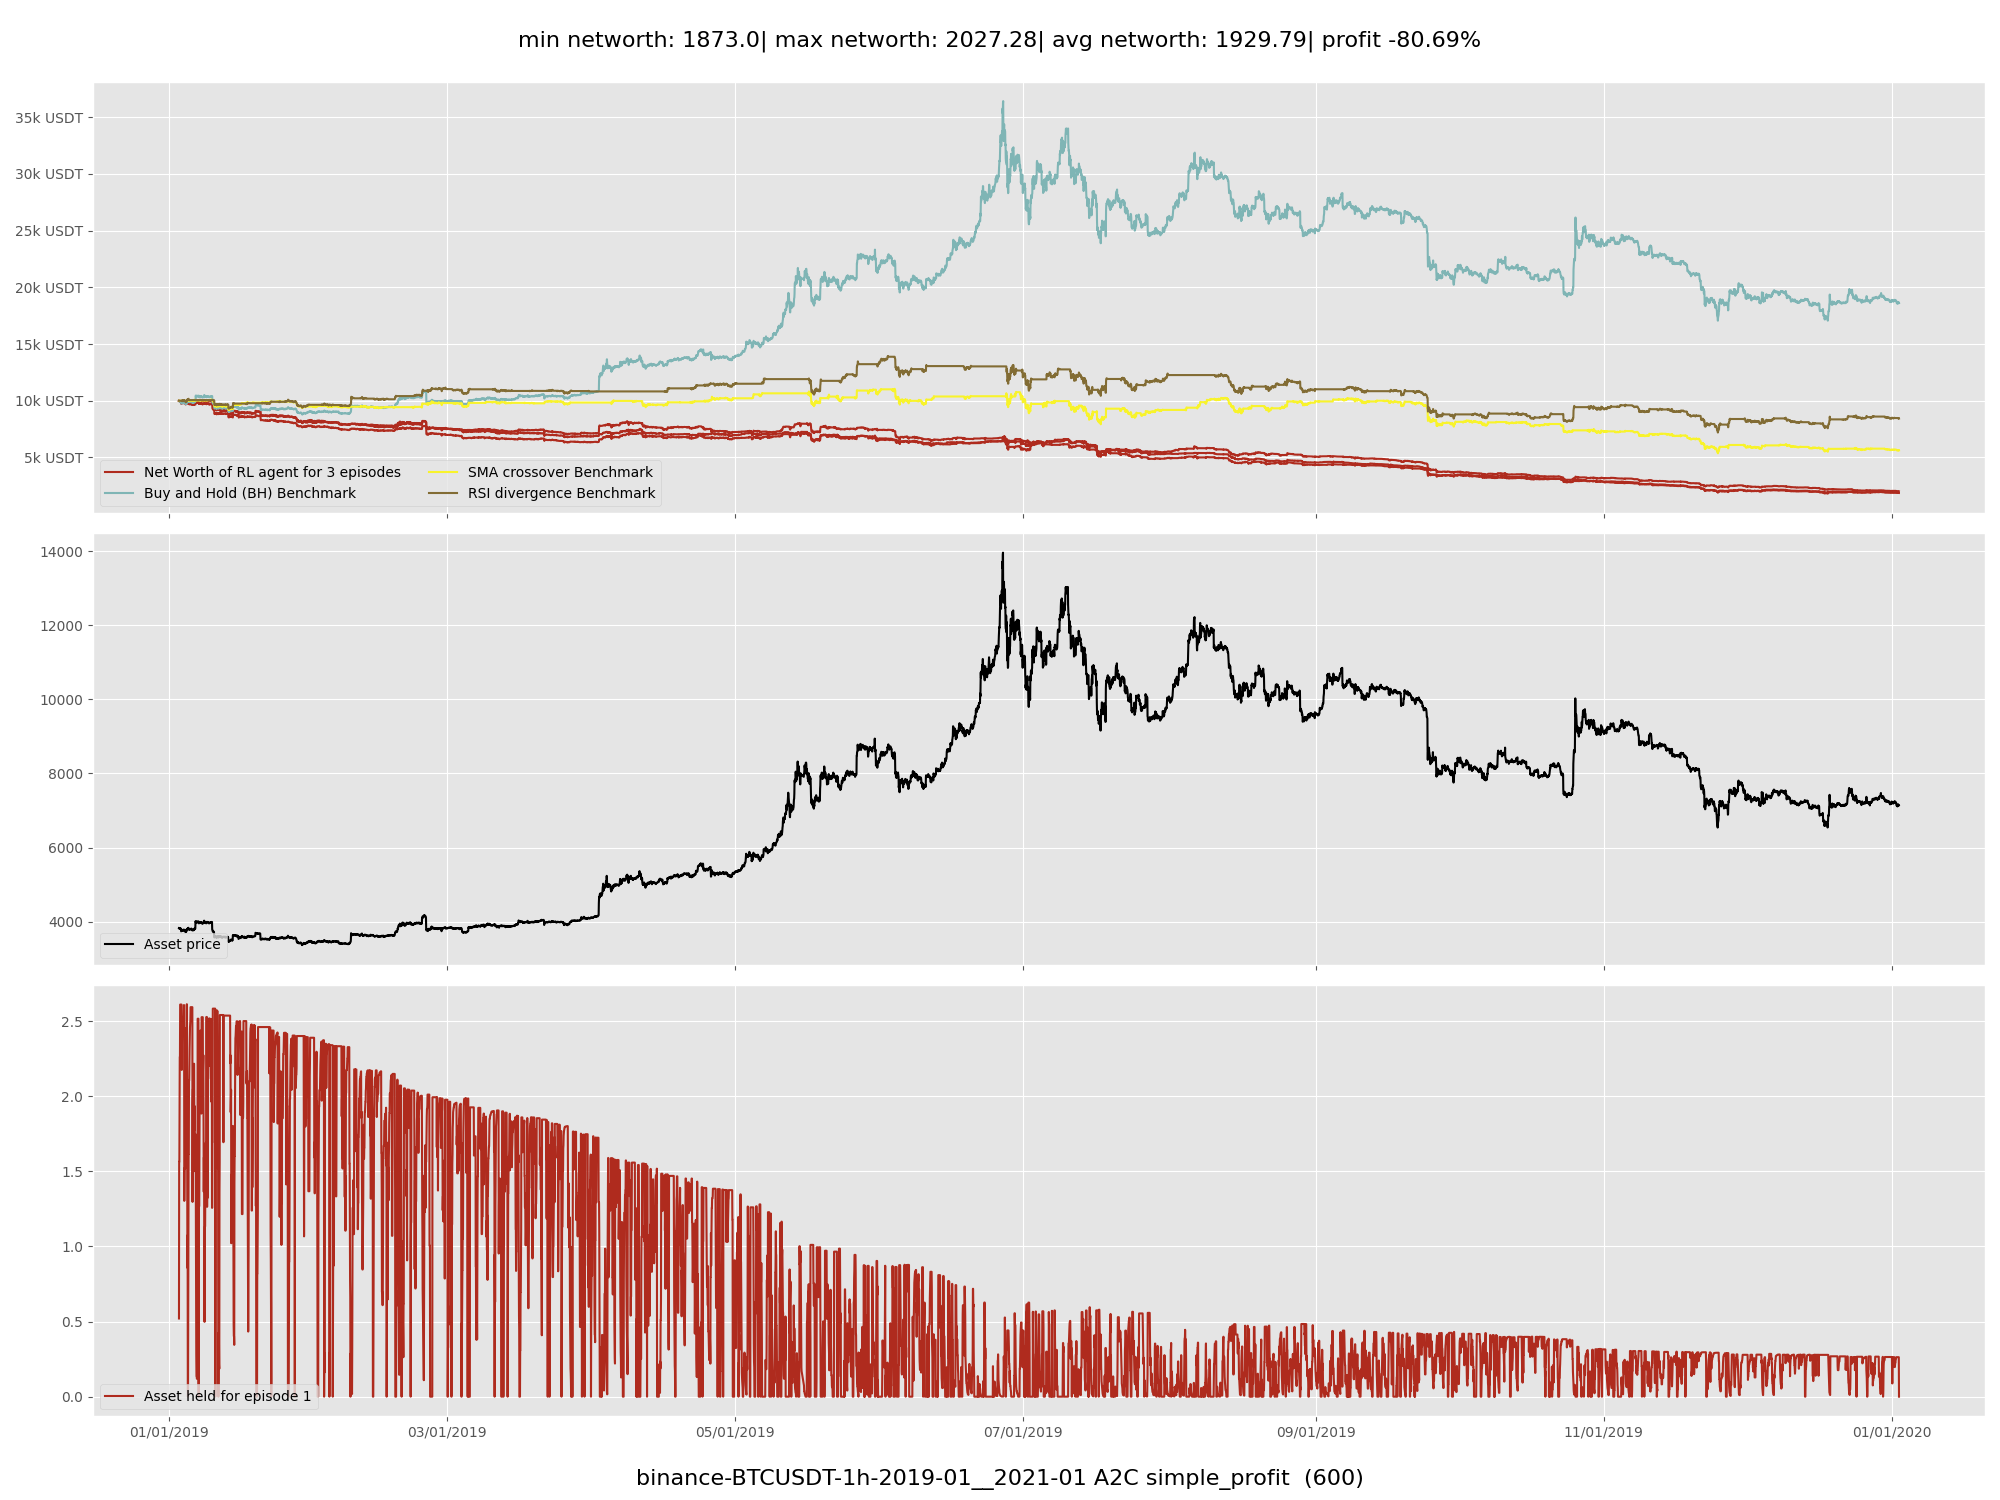 min networth: 1873.0| max networth: 2027.28| avg networth: 1929.79| profit -80.69%
35k USDT
30k USDT
25k USDT
20k USDT
15k USDT
10k USDT
5k USDT
Net Worth of RL agent for 3 episodes
Buy and Hold (BH) Benchmark
SMA crossover Benchmark
RSI divergence Benchmark
14000
12000
10000
8000
6000
4000
Asset price
2.5
2.0
1.5
1.0
0.5
0.0
Asset held for episode 1
01/01/2019 03/01/2019 05/01/2019 07/01/2019 09/01/2019 11/01/2019 01/01/2020
binance-BTCUSDT-1h-2019-01__2021-01 A2C simple_profit (600)